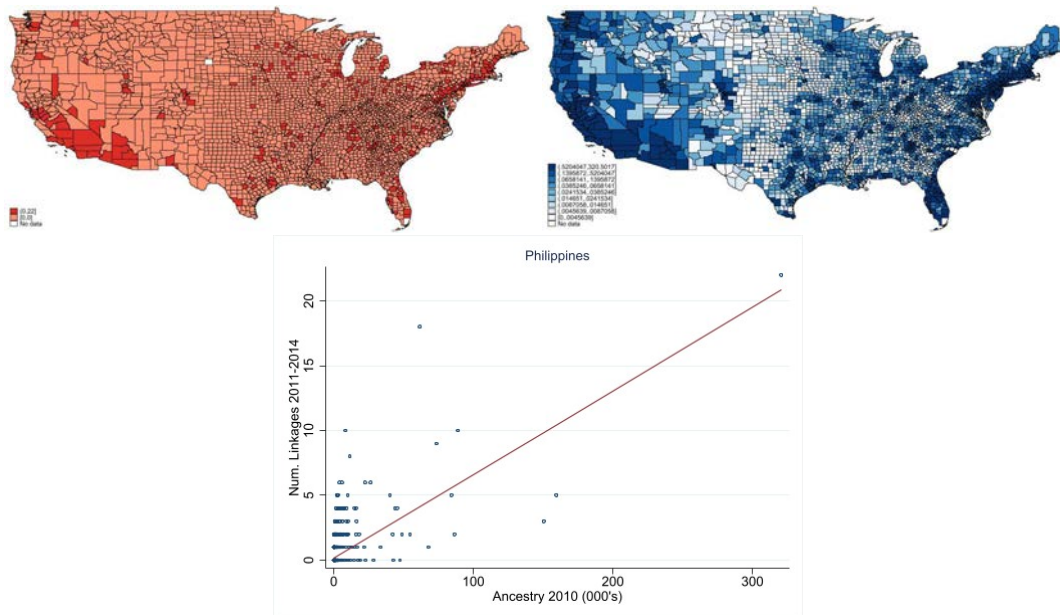 (0,22]
[0,0]
No data
(.5204047,320.5017]
(.1395872,.5204047]
(.0658141,.1395872]
(.0385246,.0658141]
(.0241534,.0385246]
(.014651,.0241534]
(.0087058,.014651]
(.0045639,.0087058]
[0,.0045639]
No data
Philippines
Num. Linkages 2011-2014
20
15
10
5
0
0 100 200 300
Ancestry 2010 (000's)